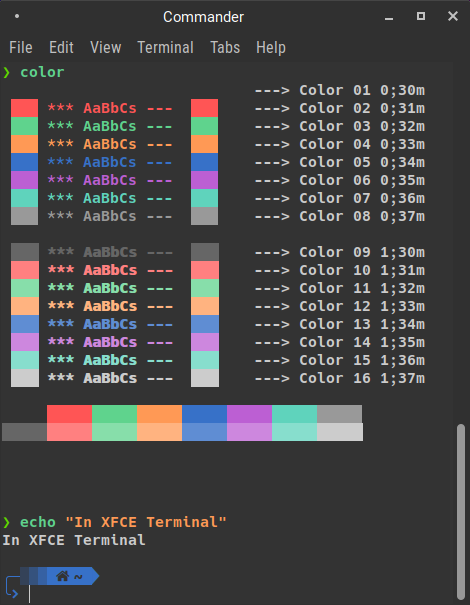 Commander
File Edit View Terminal Tabs Help
❯ color
---> Color 01 0;30m
*** AaBbCs --- ---> Color 02 0;31m
*** AaBbCs --- ---> Color 03 0;32m
*** AaBbCs --- ---> Color 04 0;33m
*** AaBbCs --- ---> Color 05 0;34m
*** AaBbCs --- ---> Color 06 0;35m
*** AaBbCs --- ---> Color 07 0;36m
*** AaBbCs --- ---> Color 08 0;37m
*** AaBbCs --- ---> Color 09 1;30m
*** AaBbCs --- ---> Color 10 1;31m
*** AaBbCs --- ---> Color 11 1;32m
*** AaBbCs --- ---> Color 12 1;33m
*** AaBbCs --- ---> Color 13 1;34m
*** AaBbCs --- ---> Color 14 1;35m
*** AaBbCs --- ---> Color 15 1;36m
*** AaBbCs --- ---> Color 16 1;37m
❯ echo "In XFCE Terminal"
In XFCE Terminal
~